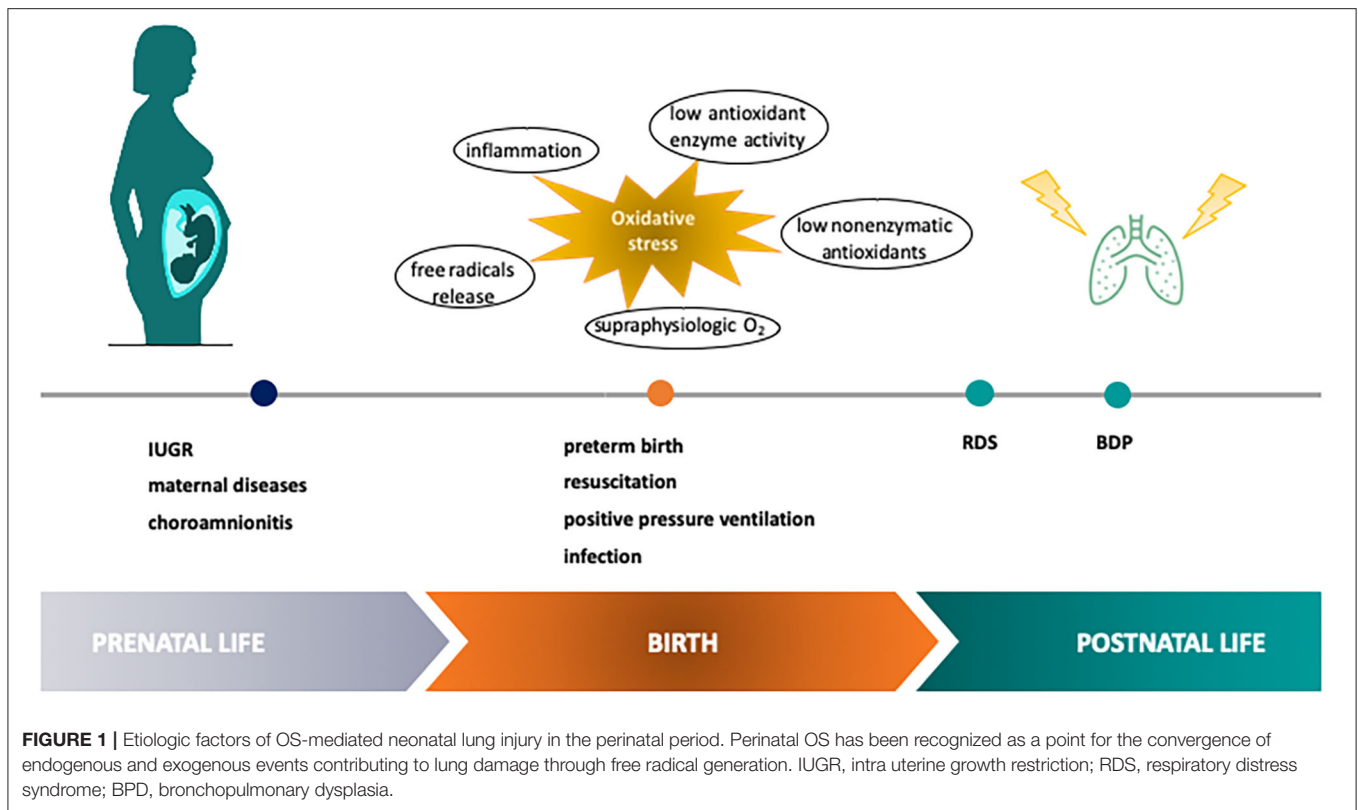 low antioxidant
enzyme activity
inflammation
Oxidative
stress
low nonenzymatic
antioxidants
free radicals
release
supraphysiologic O₂
IUGR
maternal diseases
choroamnionitis
preterm birth
resuscitation
positive pressure ventilation
infection
RDS
BDP
PRENATAL LIFE
BIRTH
POSTNATAL LIFE
FIGURE 1 | Etiologic factors of OS-mediated neonatal lung injury in the perinatal period. Perinatal OS has been recognized as a point for the convergence of
endogenous and exogenous events contributing to lung damage through free radical generation. IUGR, intra uterine growth restriction; RDS, respiratory distress
syndrome; BPD, bronchopulmonary dysplasia.